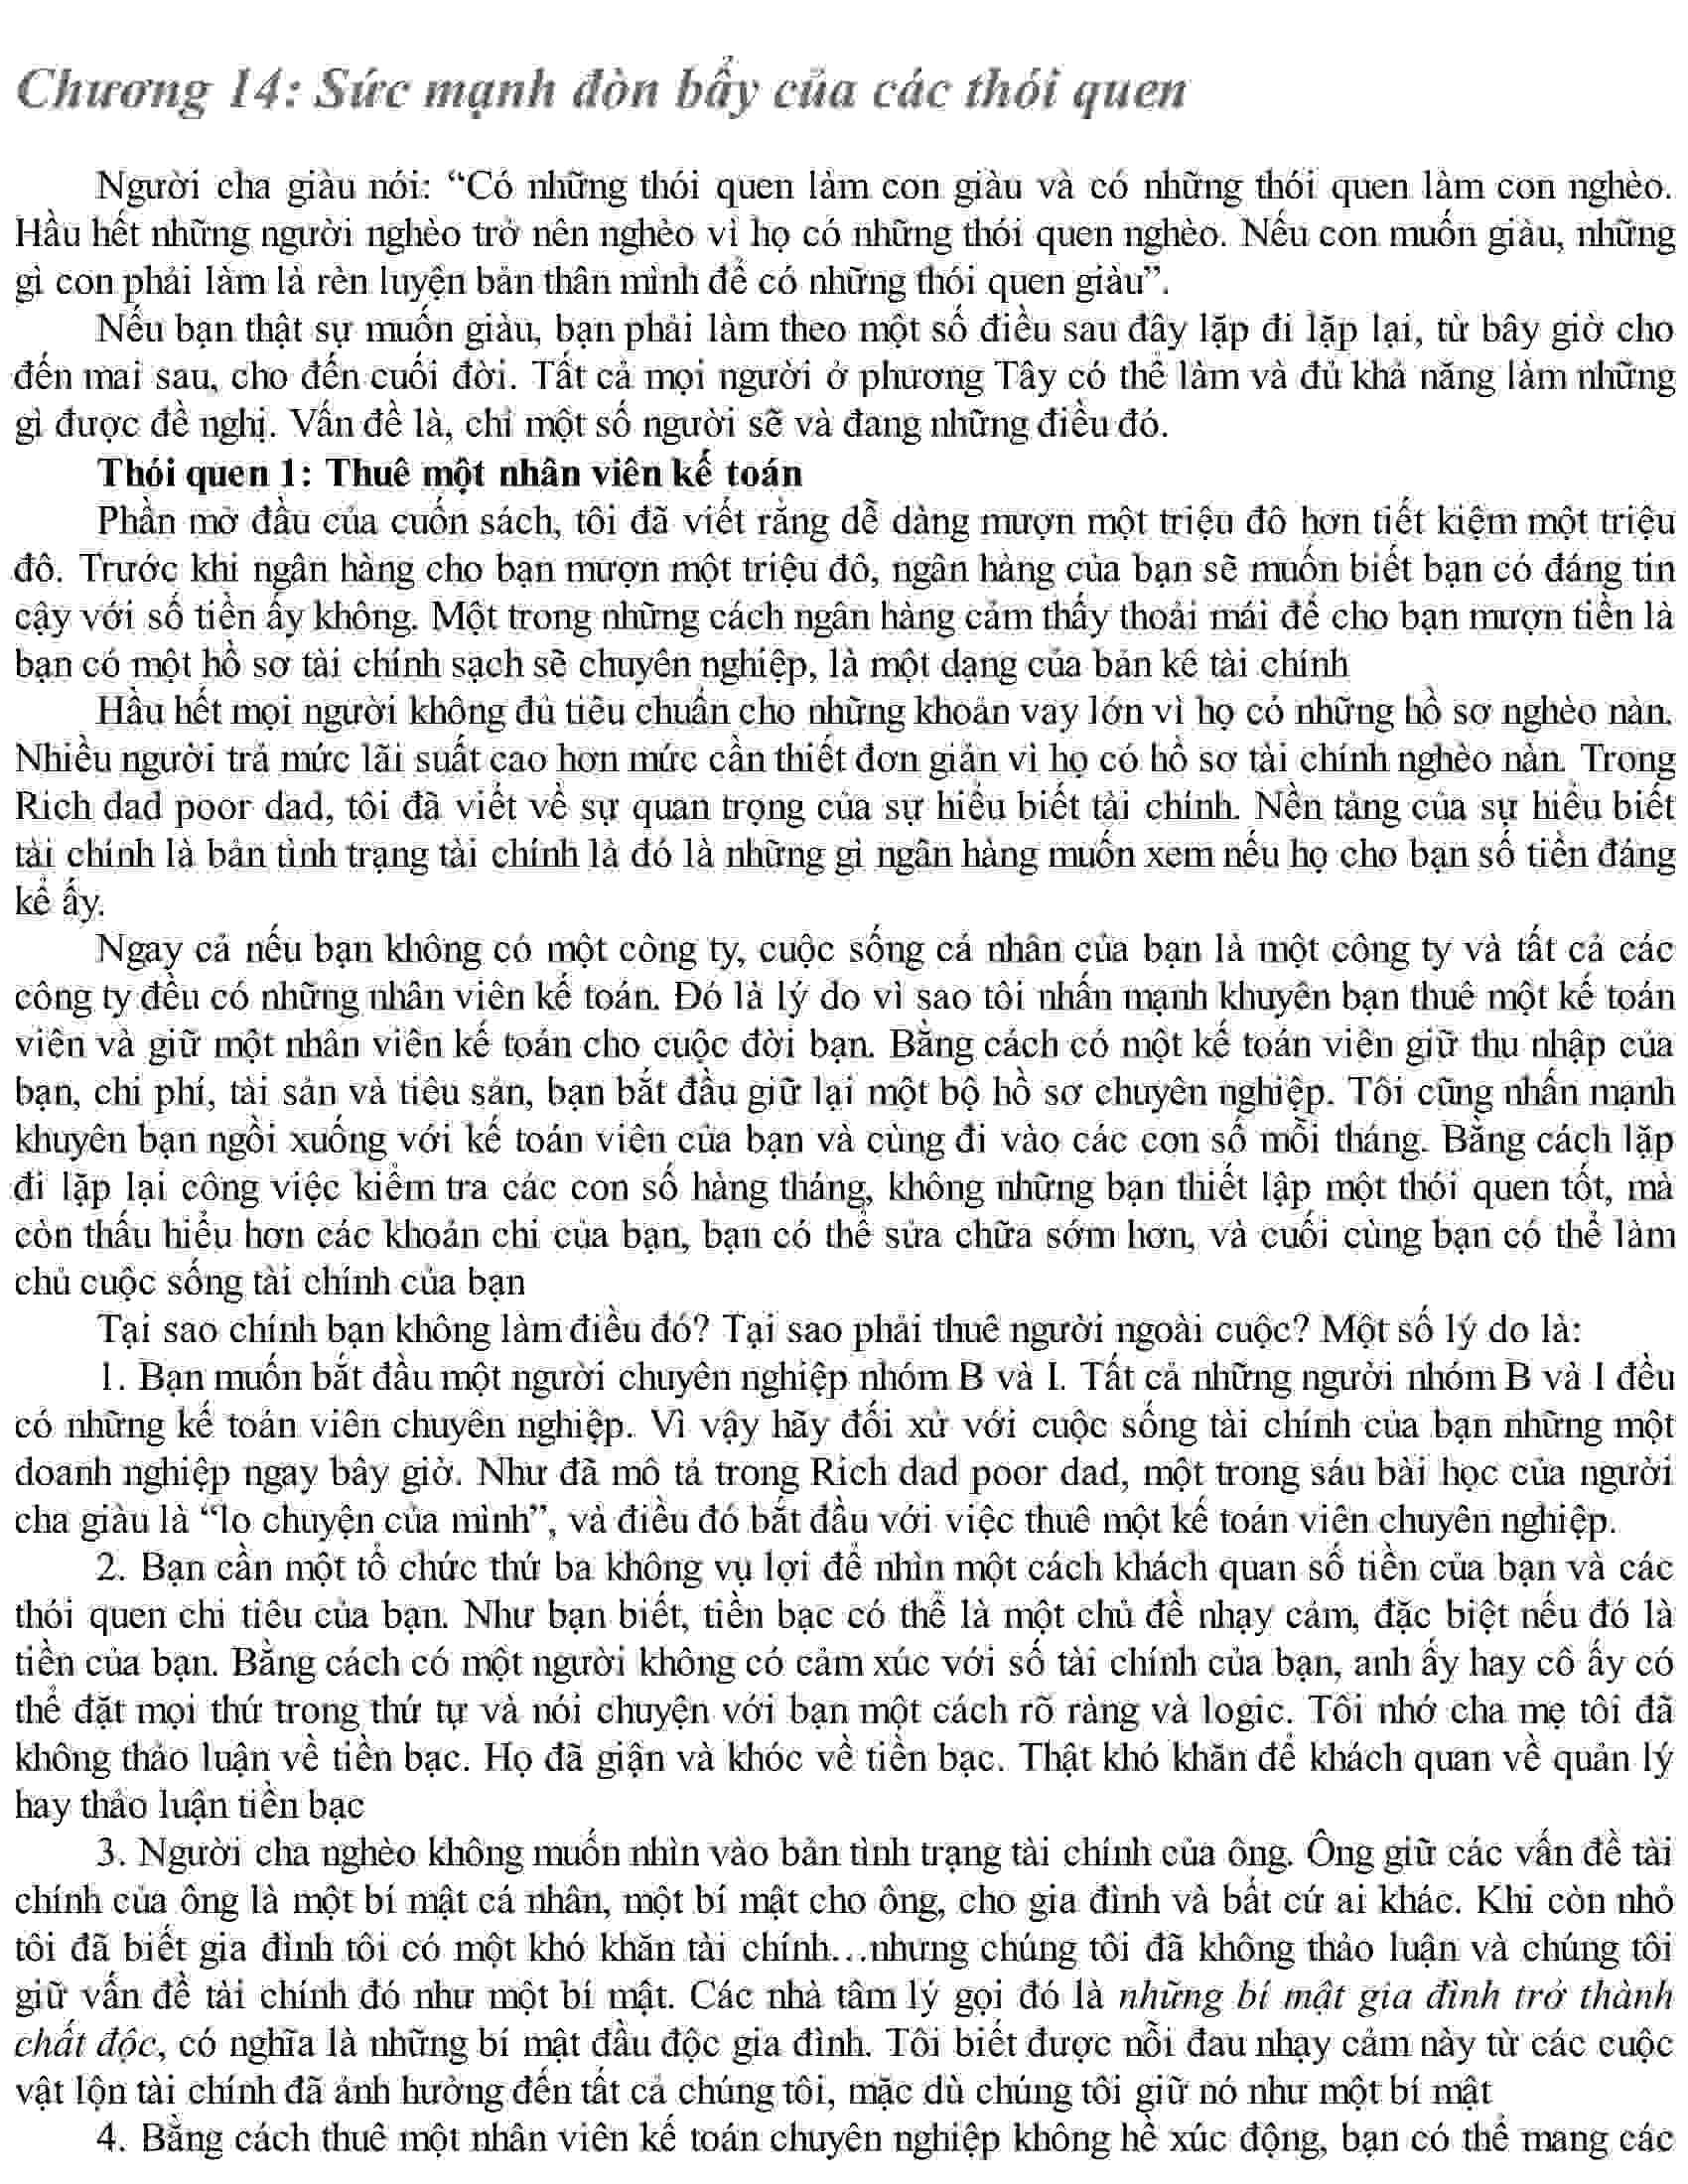 Chương 14: Sức mạnh đòn bẩy của các thói quen
Người cha giàu nói: “Có những thói quen làm con giàu và có những thói quen làm con nghèo.
Hầu hết những người nghèo trở nên nghèo vì họ có những thói quen nghèo. Nếu con muốn giàu, những
gì con phải làm là rèn luyện bản thân mình để có những thói quen giàu”.
Nếu bạn thật sự muốn giàu, bạn phải làm theo một số điều sau đây lặp đi lặp lại, từ bây giờ cho
đến mai sau, cho đến cuối đời. Tất cả mọi người ở phương Tây có thể làm và đủ khả năng làm những
gì được đề nghị. Vấn đề là, chỉ một số người sẽ và đang những điều đó.
Thói quen 1: Thuê một nhân viên kế toán
Phần mở đầu của cuốn sách, tôi đã viết rằng dễ dàng mượn một triệu đô hơn tiết kiệm một triệu
đô. Trước khi ngân hàng cho bạn mượn một triệu đô, ngân hàng của bạn sẽ muốn biết bạn có đáng tin
cậy với số tiền ấy không. Một trong những cách ngân hàng cảm thấy thoải mái để cho bạn mượn tiền là
bạn có một hồ sơ tài chính sạch sẽ chuyên nghiệp, là một dạng của bản kê tài chính
Hầu hết mọi người không đủ tiêu chuẩn cho những khoản vay lớn vì họ có những hồ sơ nghèo nàn.
Nhiều người trả mức lãi suất cao hơn mức cần thiết đơn giản vì họ có hồ sơ tài chính nghèo nàn. Trong
Rich dad poor dad, tôi đã viết về sự quan trọng của sự hiểu biết tài chính. Nền tảng của sự hiểu biết
tài chính là bản tình trạng tài chính là đó là những gì ngân hàng muốn xem nếu họ cho bạn số tiền đáng
kể ấy.
Ngay cả nếu bạn không có một công ty, cuộc sống cá nhân của bạn là một công ty và tất cả các
công ty đều có những nhân viên kế toán. Đó là lý do vì sao tôi nhấn mạnh khuyên bạn thuê một kế toán
viên và giữ một nhân viên kế toán cho cuộc đời bạn. Bằng cách có một kế toán viên giữ thu nhập của
bạn, chi phí, tài sản và tiêu sản, bạn bắt đầu giữ lại một bộ hồ sơ chuyên nghiệp. Tôi cũng nhấn mạnh
khuyên bạn ngồi xuống với kế toán viên của bạn và cùng đi vào các con số mỗi tháng. Bằng cách lặp
đi lặp lại công việc kiểm tra các con số hàng tháng, không những bạn thiết lập một thói quen tốt, mà
còn thấu hiểu hơn các khoản chi của bạn, bạn có thể sửa chữa sớm hơn, và cuối cùng bạn có thể làm
chủ cuộc sống tài chính của bạn
Tại sao chính bạn không làm điều đó? Tại sao phải thuê người ngoài cuộc? Một số lý do là:
1. Bạn muốn bắt đầu một người chuyên nghiệp nhóm B và I. Tất cả những người nhóm B và I đều
có những kế toán viên chuyên nghiệp. Vì vậy hãy đối xử với cuộc sống tài chính của bạn những một
doanh nghiệp ngay bây giờ. Như đã mô tả trong Rich dad poor dad, một trong sáu bài học của người
cha giàu là “lo chuyện của mình”, và điều đó bắt đầu với việc thuê một kế toán viên chuyên nghiệp.
2. Bạn cần một tổ chức thứ ba không vụ lợi để nhìn một cách khách quan số tiền của bạn và các
thói quen chi tiêu của bạn. Như bạn biết, tiền bạc có thể là một chủ đề nhạy cảm, đặc biệt nếu đó là
tiền của bạn. Bằng cách có một người không có cảm xúc với số tài chính của bạn, anh ấy hay cô ấy có
thể đặt mọi thứ trong thứ tự và nói chuyện với bạn một cách rõ ràng và logic. Tôi nhớ cha mẹ tôi đã
không thảo luận về tiền bạc. Họ đã giận và khóc về tiền bạc. Thật khó khăn để khách quan về quản lý
hay thảo luận tiền bạc
3. Người cha nghèo không muốn nhìn vào bản tình trạng tài chính của ông. Ông giữ các vấn đề tài
chính của ông là một bí mật cá nhân, một bí mật cho ông, cho gia đình và bất cứ ai khác. Khi còn nhỏ
tôi đã biết gia đình tôi có một khó khăn tài chính…nhưng chúng tôi đã không thảo luận và chúng tôi
giữ vấn đề tài chính đó như một bí mật. Các nhà tâm lý gọi đó là những bí mật gia đình trở thành
chất độc, có nghĩa là những bí mật đầu độc gia đình. Tôi biết được nỗi đau nhạy cảm này từ các cuộc
vật lộn tài chính đã ảnh hưởng đến tất cả chúng tôi, mặc dù chúng tôi giữ nó như một bí mật
4. Bằng cách thuê một nhân viên kế toán chuyên nghiệp không hề xúc động, bạn có thể mang các